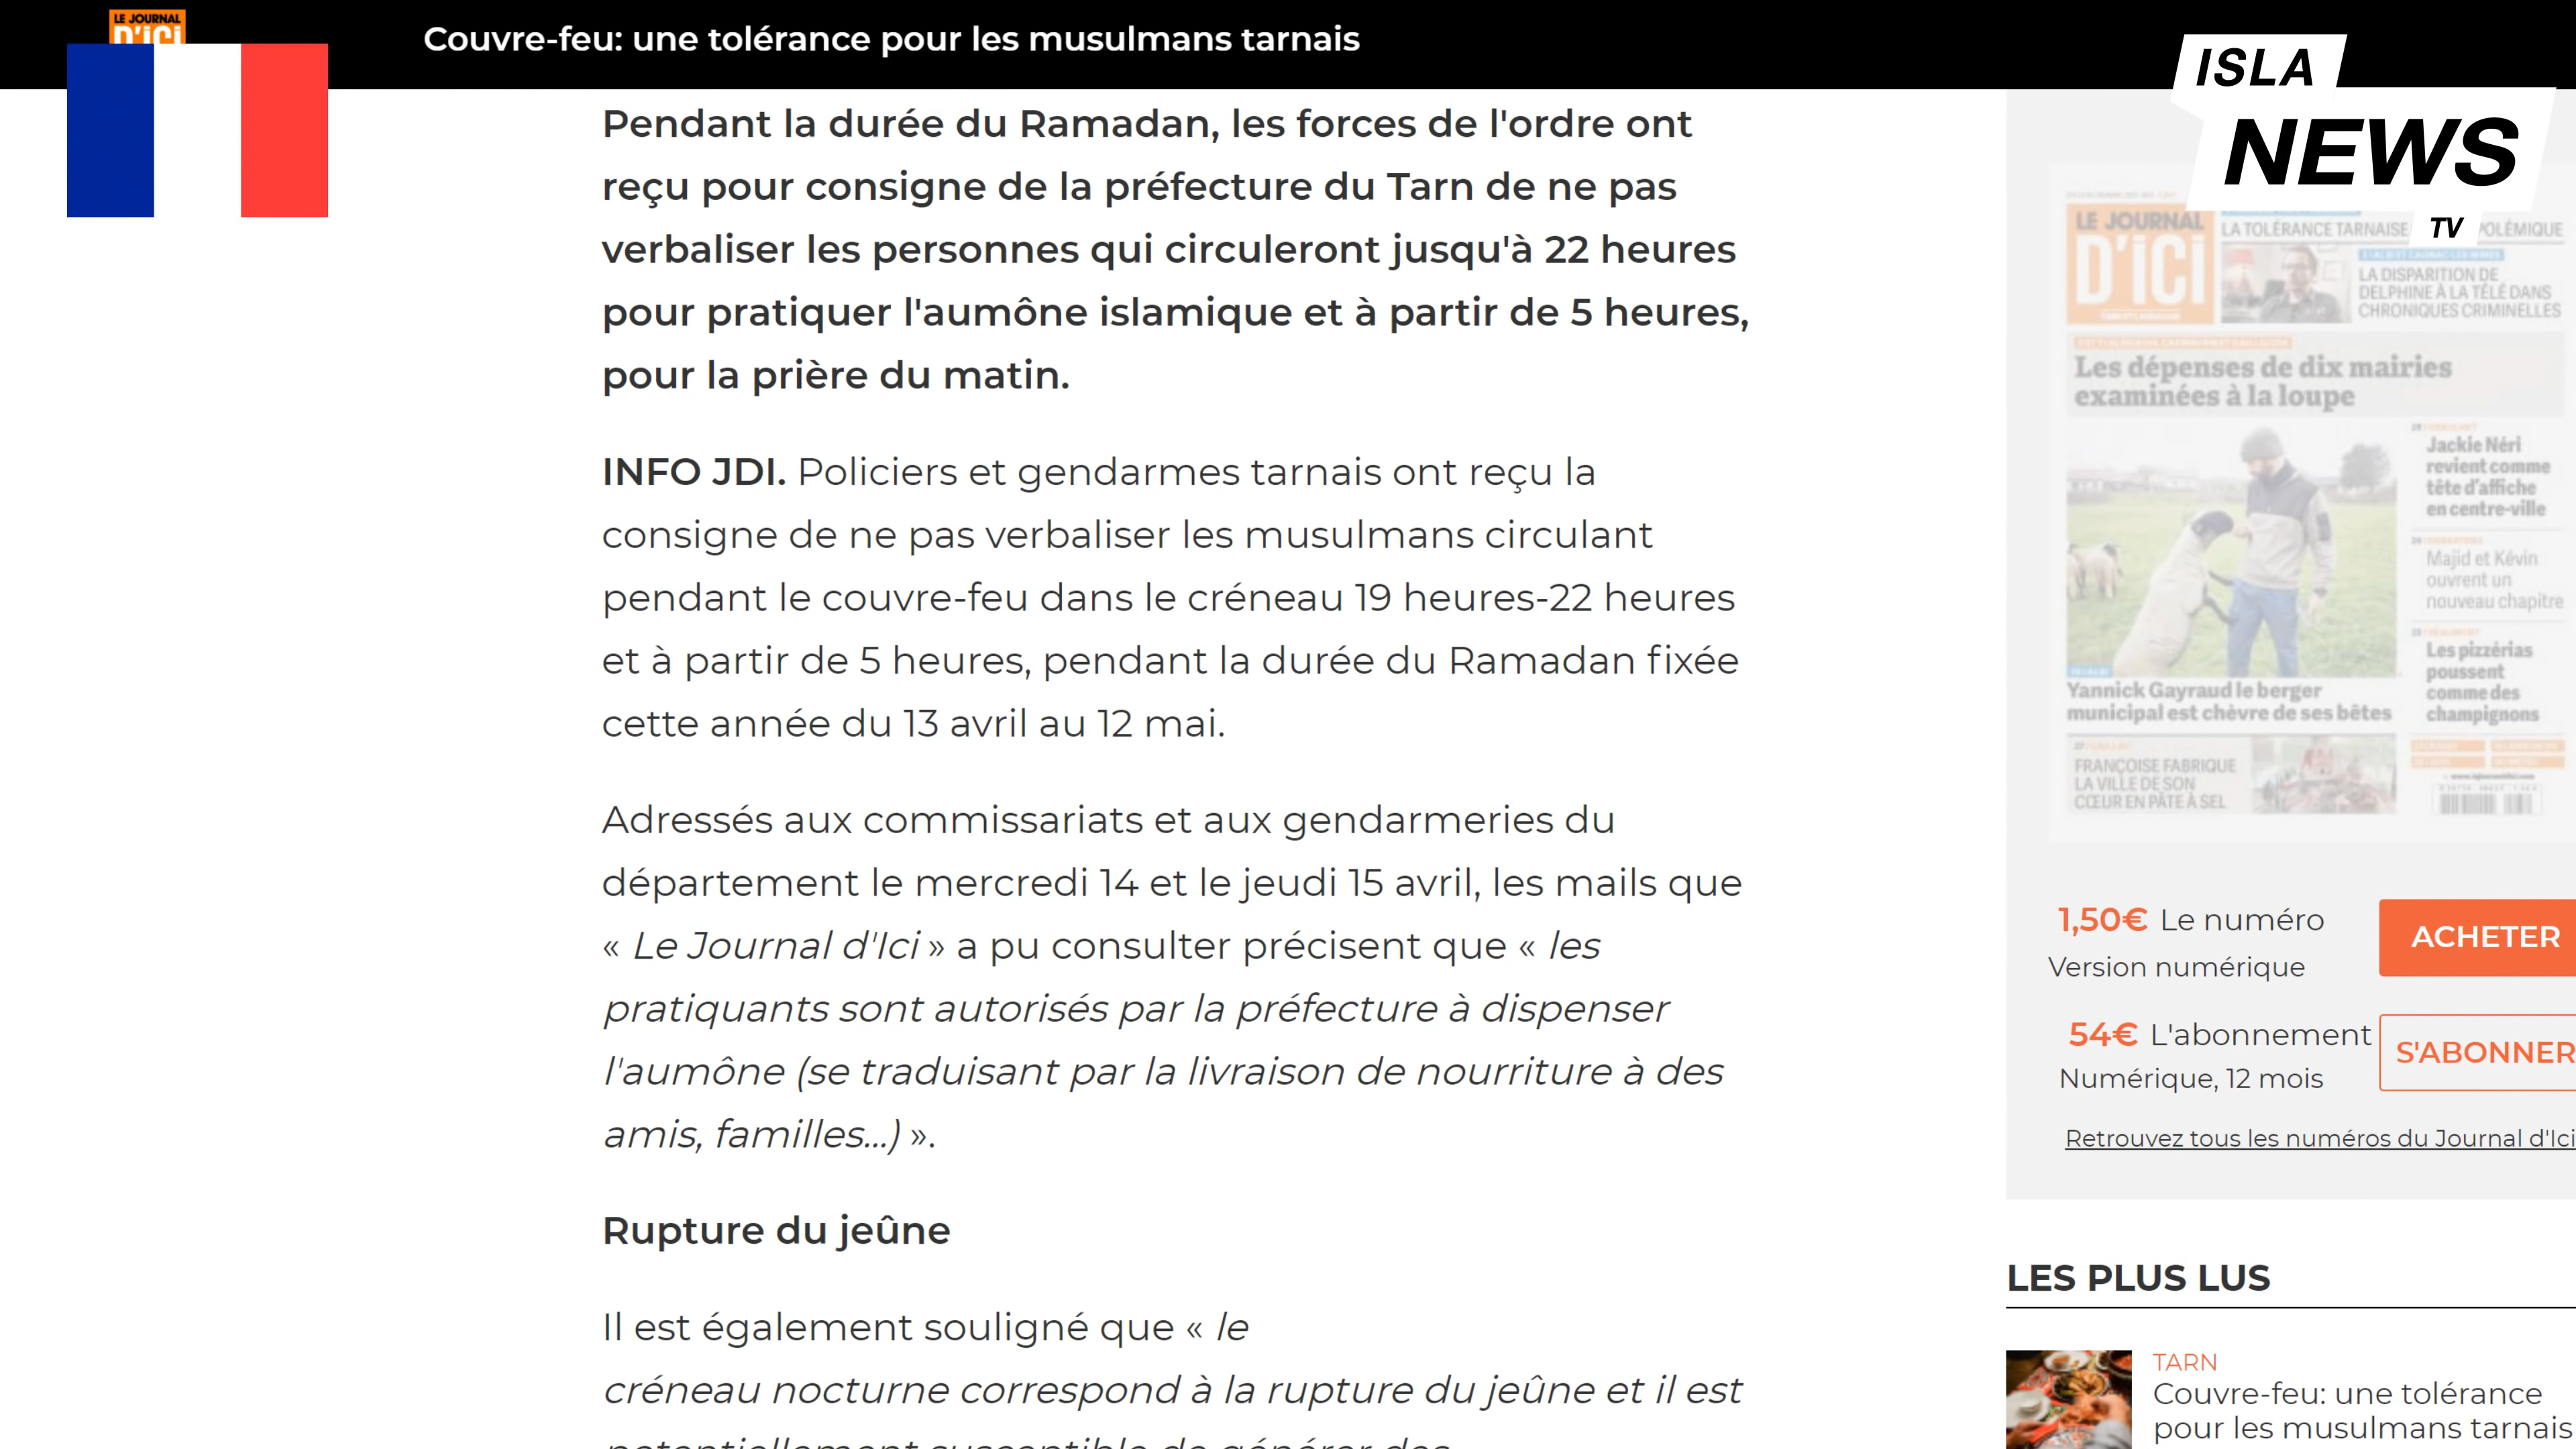 LE JOURNAL
D'ICI
Couvre-feu: une tolérance pour les musulmans tarnais
ISLA
NEWS
TV
Pendant la durée du Ramadan, les forces de l'ordre ont
reçu pour consigne de la préfecture du Tarn de ne pas
verbaliser les personnes qui circuleront jusqu'à 22 heures
pour pratiquer l'aumône islamique et à partir de 5 heures,
pour la prière du matin.
INFO JDI. Policiers et gendarmes tarnais ont reçu la
consigne de ne pas verbaliser les musulmans circulant
pendant le couvre-feu dans le créneau 19 heures-22 heures
et à partir de 5 heures, pendant la durée du Ramadan fixée
cette année du 13 avril au 12 mai.
Adressés aux commissariats et aux gendarmeries du
département le mercredi 14 et le jeudi 15 avril, les mails que
« Le Journal d'Ici » a pu consulter précisent que « les
pratiquants sont autorisés par la préfecture à dispenser
l'aumône (se traduisant par la livraison de nourriture à des
amis, familles...) ».
Rupture du jeûne
Il est également souligné que « le
créneau nocturne correspond à la rupture du jeûne et il est
LE JOURNAL
D'ICI
LA TOLÉRANCE TARNAISE
LA DISPARITION DE
DELPHINE À LA TÉLÉ DANS
CHRONIQUES CRIMINELLES
Les dépenses de dix mairies
examinées à la loupe
Jackie Néri
revient comme
tête d'affiche
en centre-ville
Majid et Kévin
ouvrent un
nouveau chapitre
Les pizzérias
poussent
comme des
champignons
Yannick Gayraud le berger
municipal est chèvre de ses bêtes
FRANÇOISE FABRIQUE
LA VILLE DE SON
CŒUR EN PÂTE À SEL
1,50€ Le numéro
Version numérique
ACHETER
54€ L'abonnement
Numérique, 12 mois
S'ABONNER
Retrouvez tous les numéros du Journal d'Ici
LES PLUS LUS
TARN
Couvre-feu: une tolérance
pour les musulmans tarnais